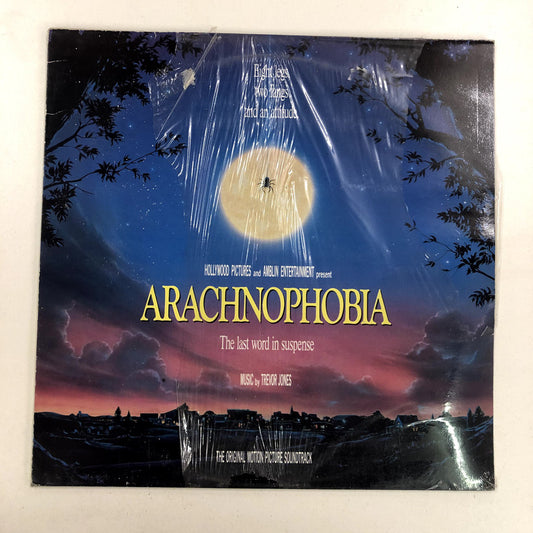 Eight legs,
two fangs
and an attitude.
HOLLYWOOD PICTURES and AMBLIN ENTERTAINMENT present
ARACHNOPHOBIA
The last word in suspense
MUSIC by TREVOR JONES
THE ORIGINAL MOTION PICTURE SOUNDTRACK